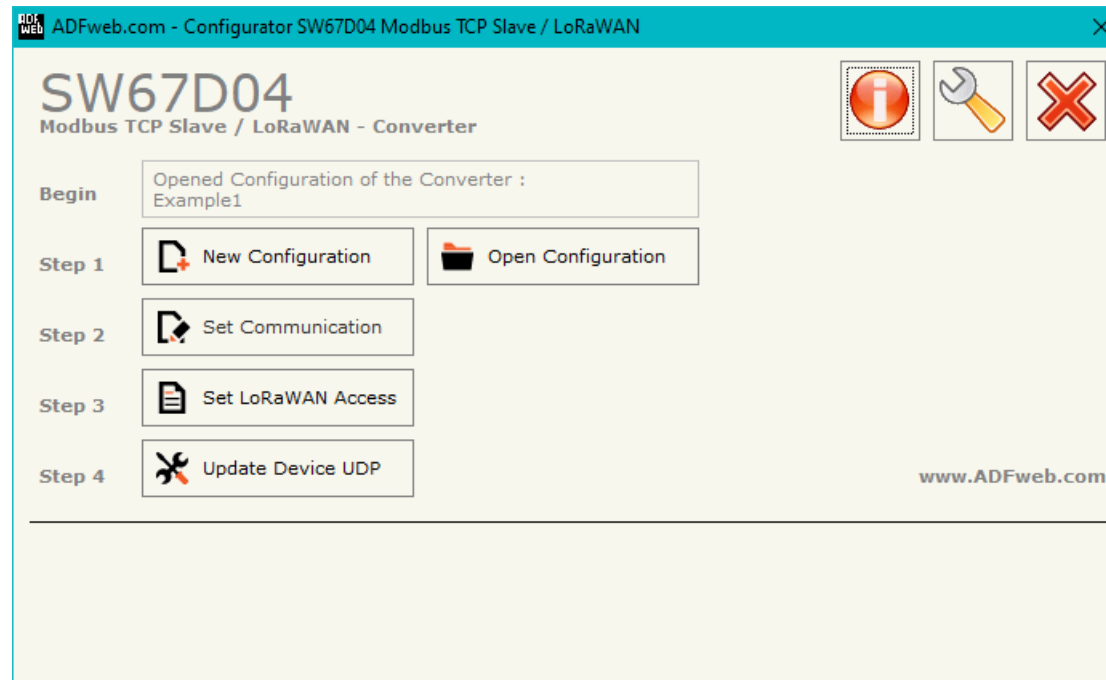 ADF WEB ADFweb.com - Configurator SW67D04 Modbus TCP Slave / LoRaWAN
SW67D04
Modbus TCP Slave / LoRaWAN - Converter
Begin
Opened Configuration of the Converter :
Example1
Step 1 New Configuration Open Configuration
Step 2 Set Communication
Step 3 Set LoRaWAN Access
Step 4 Update Device UDP
www.ADFweb.com